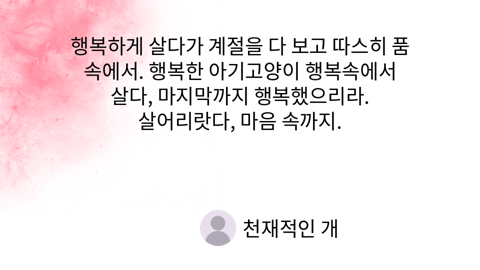 행복하게 살다가 계절을 다 보고 따스히 품
속에서. 행복한 아기고양이 행복속에서
살다, 마지막까지 행복했으리라.
살어리랏다, 마음 속까지.
천재적인 개